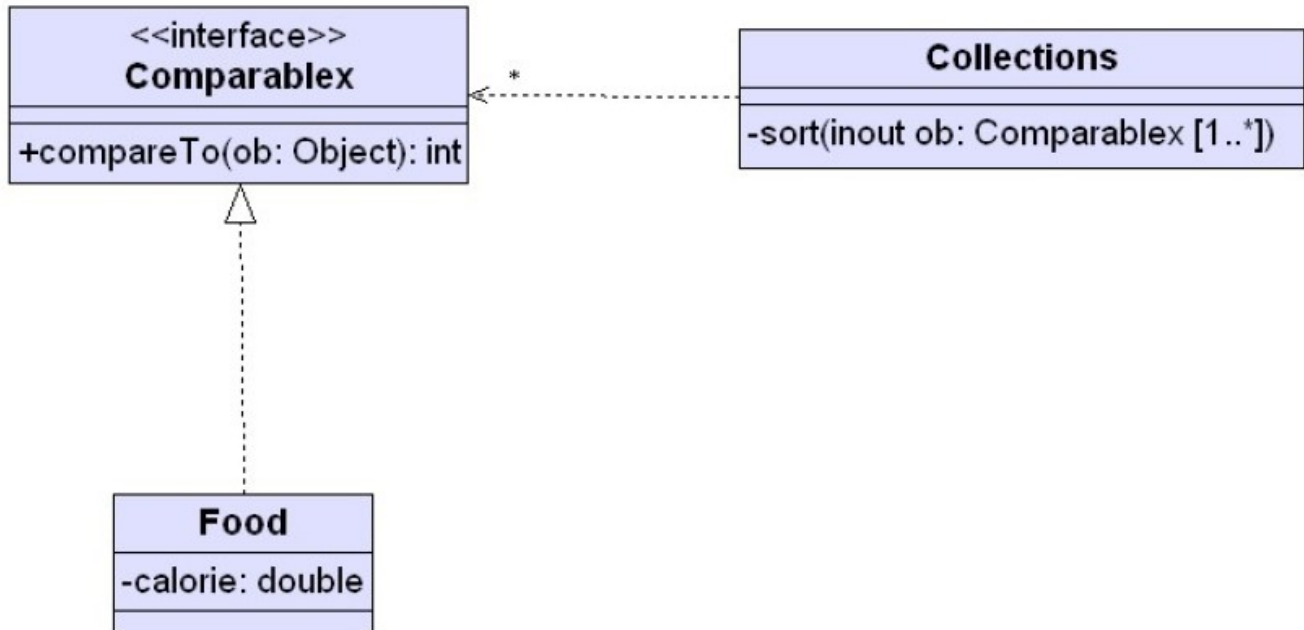 <<interface>>
Comparablex
+compareTo(ob: Object): int
*
Collections
-sort(inout ob: Comparablex [1..*])
Food
-calorie: double